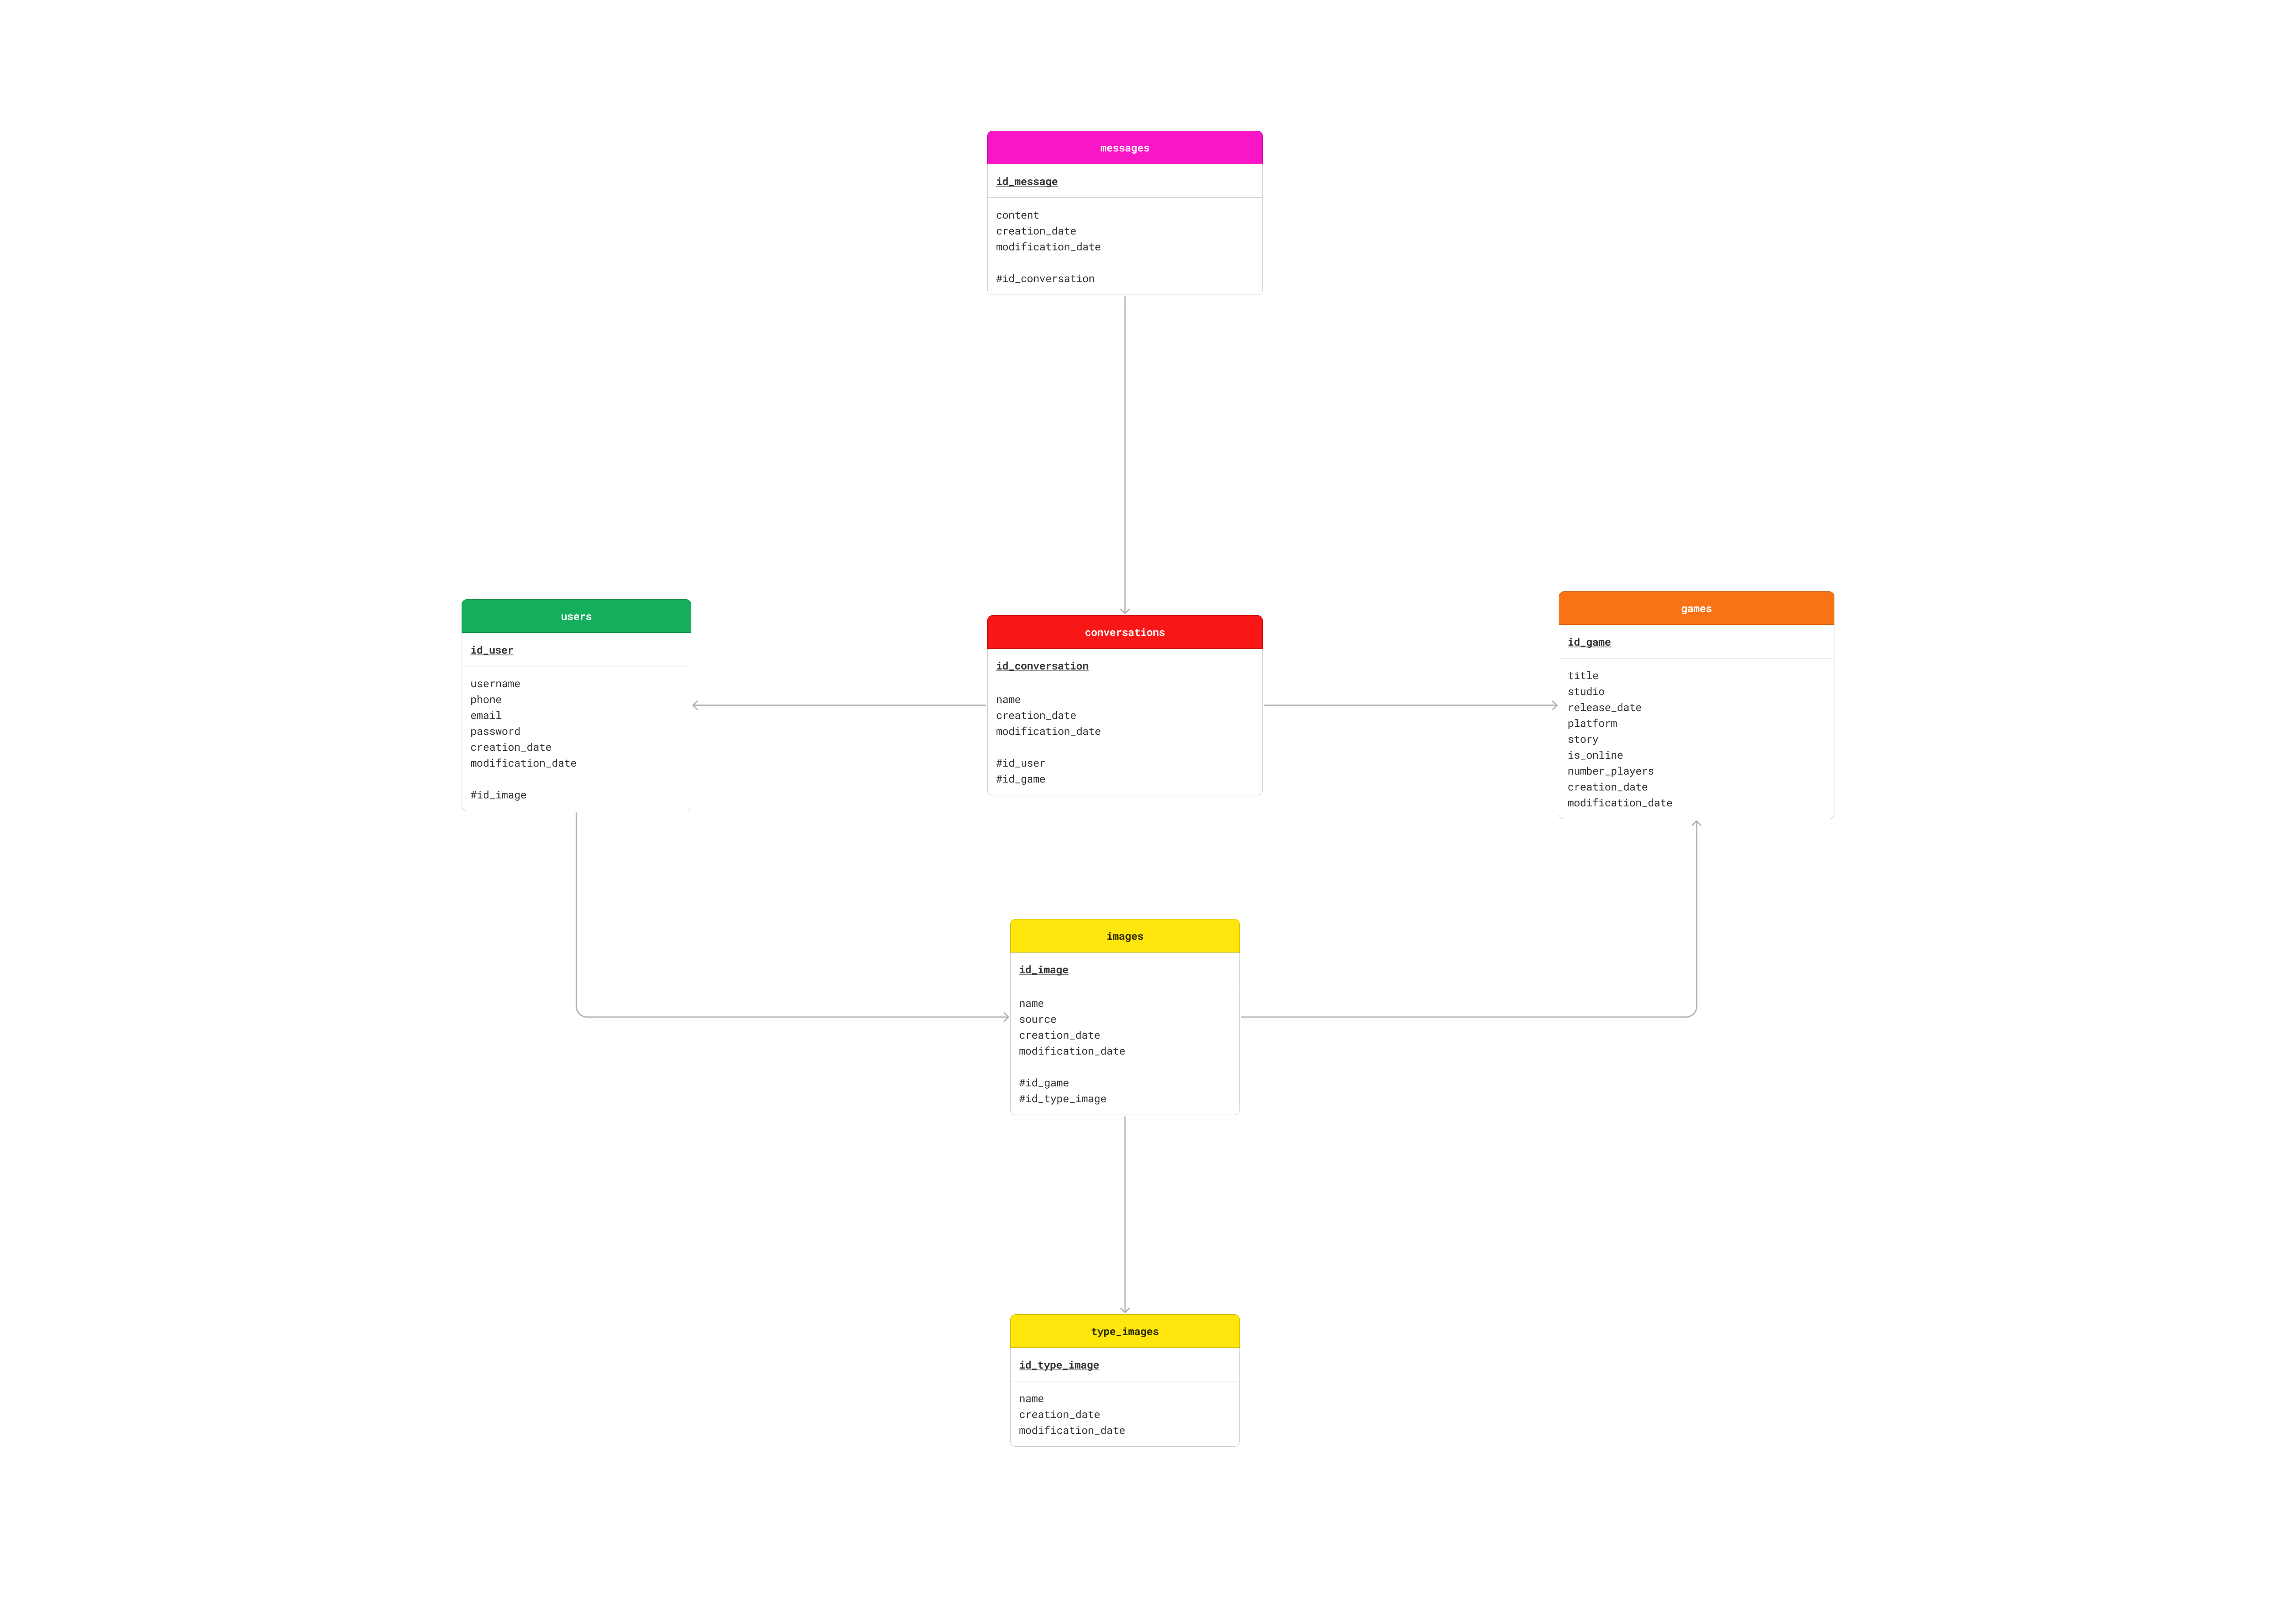 messages
id_message
content
creation_date
modification_date
#id_conversation
users
id_user
username
phone
email
password
creation_date
modification_date
#id_image
conversations
id_conversation
name
creation_date
modification_date
#id_user
#id_game
games
id_game
title
studio
release_date
platform
story
is_online
number_players
creation_date
modification_date
images
id_image
name
source
creation_date
modification_date
#id_game
#id_type_image
type_images
id_type_image
name
creation_date
modification_date